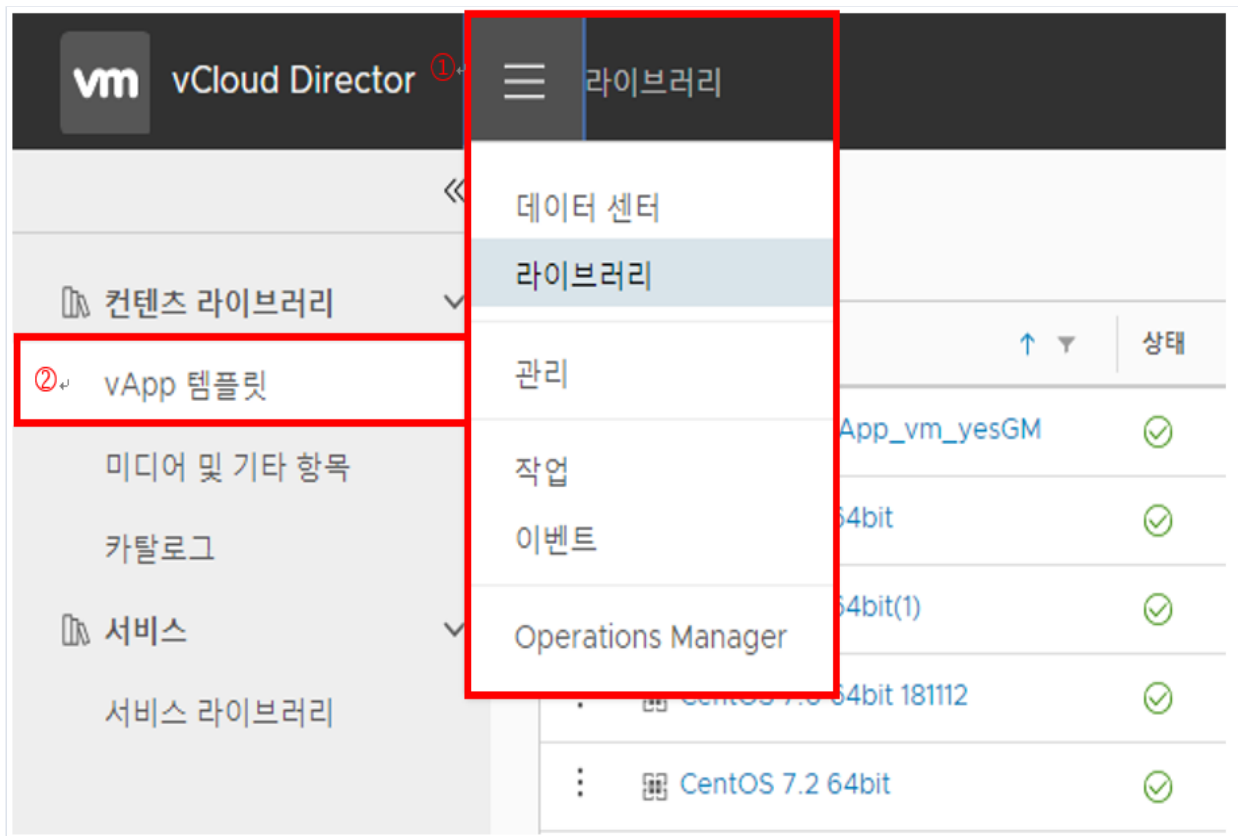 vm vCloud Director ① 라이브러리
데이터 센터
라이브러리
관리
작업
이벤트
Operations Manager
컨텐츠 라이브러리
② vApp 템플릿
미디어 및 기타 항목
카탈로그
서비스
서비스 라이브러리
상태
App_vm_yesGM
64bit
64bit(1)
64bit 181112
CentOS 7.2 64bit